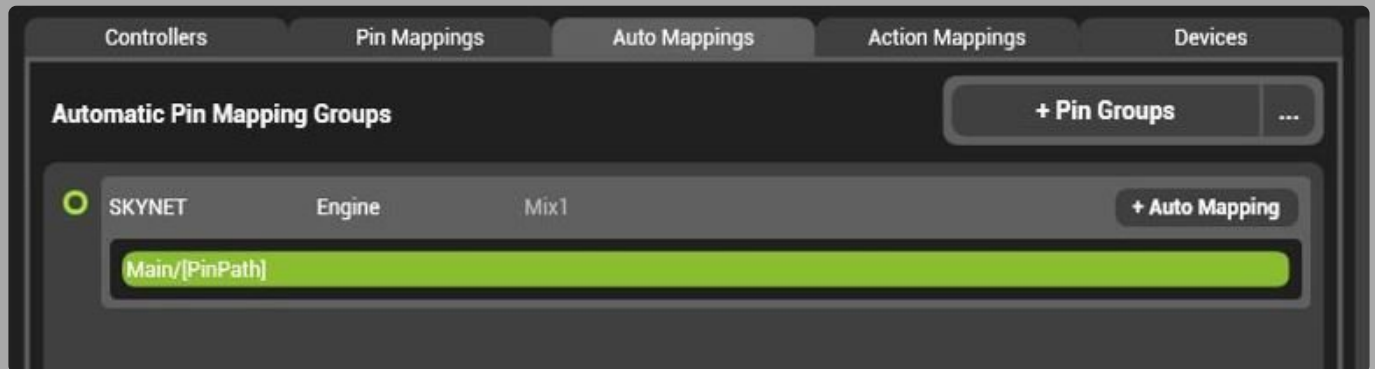 Controllers Pin Mappings Auto Mappings Action Mappings Devices
Automatic Pin Mapping Groups + Pin Groups ...
SKYNET Engine Mix1 + Auto Mapping
Main/[PinPath]